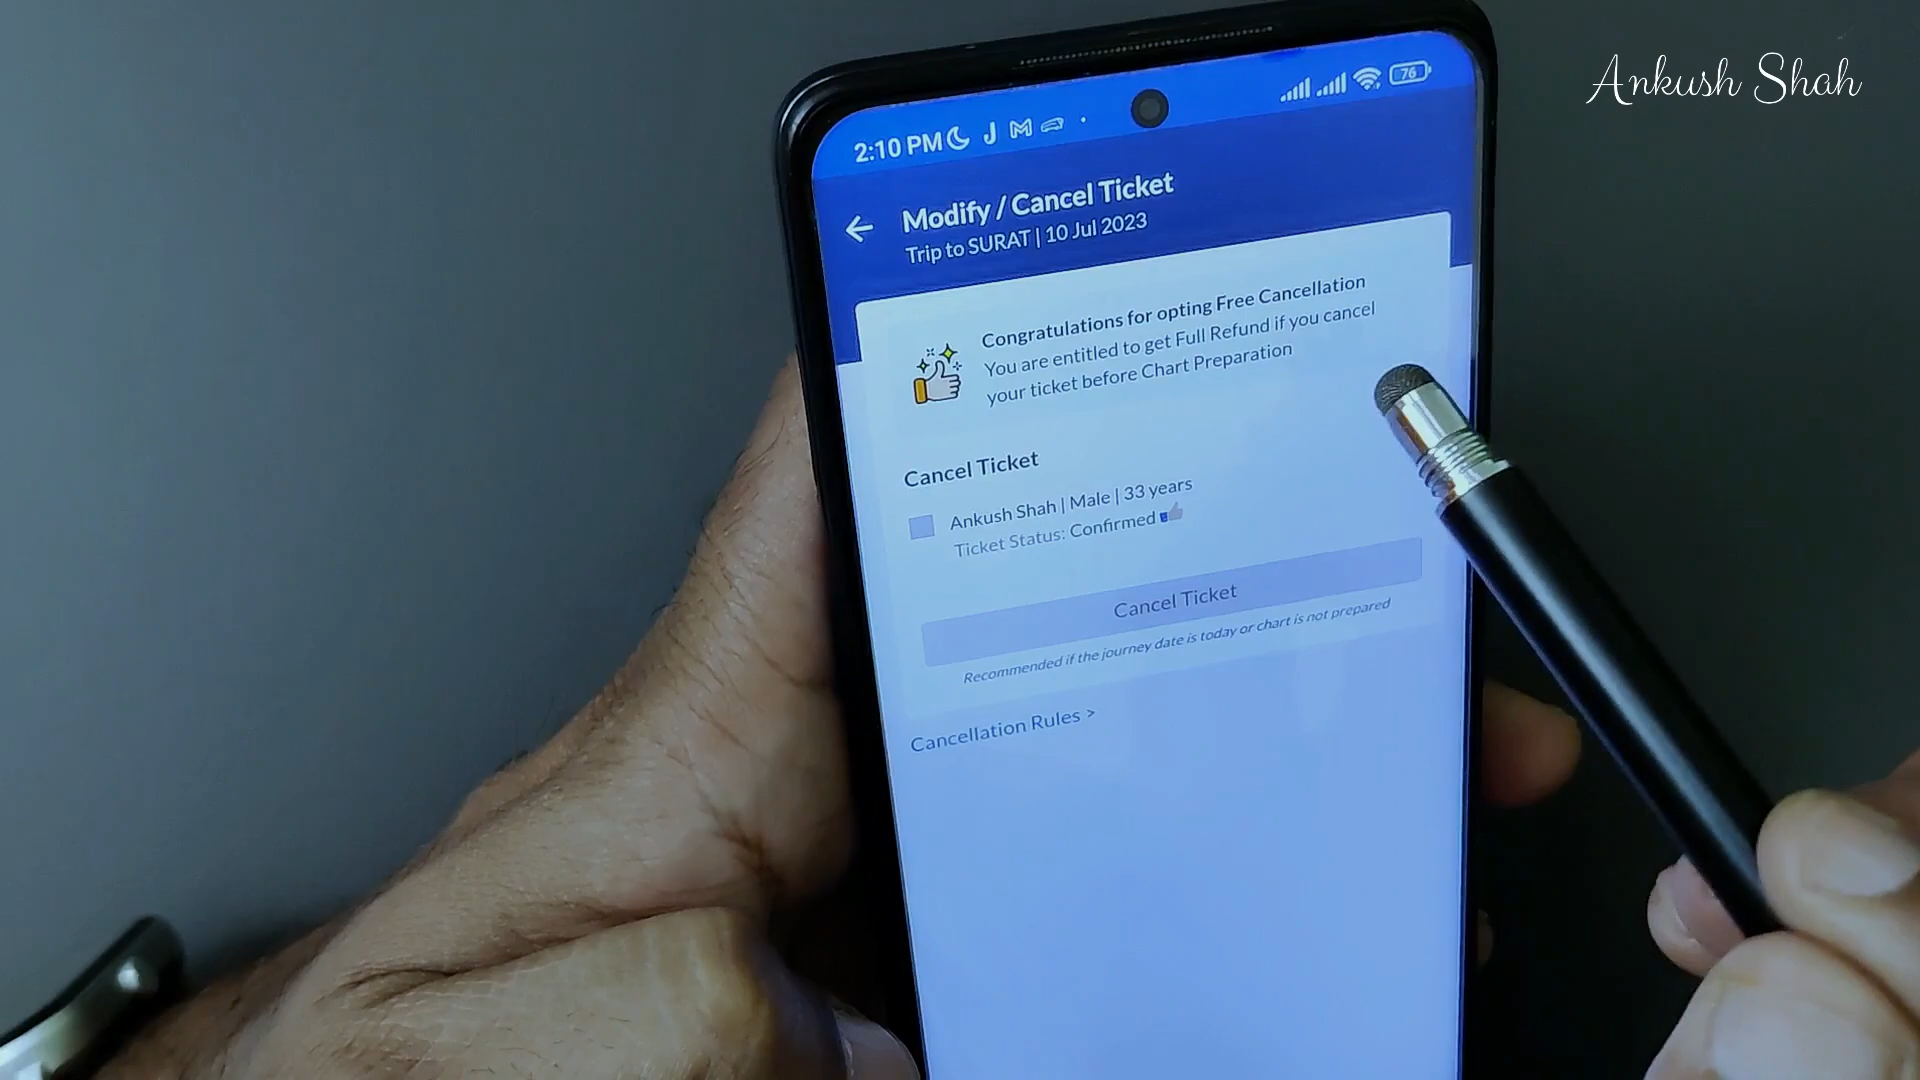 Ankush Shah
2:10 PM
76
Modify / Cancel Ticket
Trip to SURAT | 10 Jul 2023
Congratulations for opting Free Cancellation
You are entitled to get Full Refund if you cancel
your ticket before Chart Preparation
Cancel Ticket
Ankush Shah | Male | 33 years
Ticket Status: Confirmed
Cancel Ticket
Recommended if the journey date is today or chart is not prepared
Cancellation Rules >